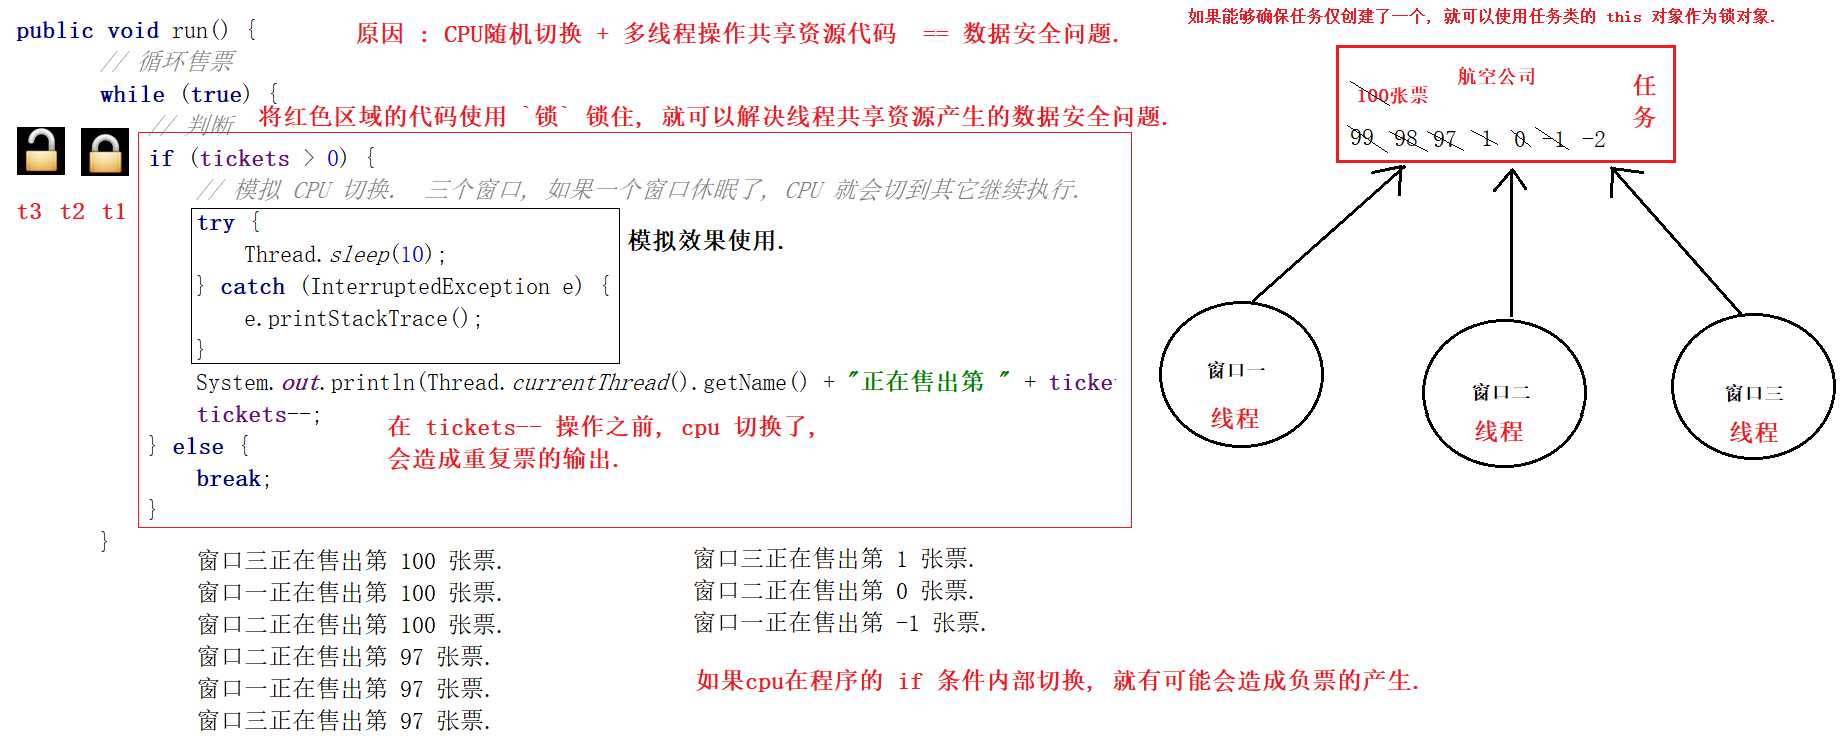 public void run() {
原因 : CPU随机切换 + 多线程操作共享资源代码 == 数据安全问题.
// 循环售票
while (true) {
// 判断
将红色区域的代码使用 `锁` 锁住, 就可以解决线程共享资源产生的数据安全问题.
if (tickets > 0) {
// 模拟 CPU 切换. 三个窗口, 如果一个窗口休眠了, CPU 就会切到其它继续执行.
t3 t2 t1
try {
Thread.sleep(10);
} catch (InterruptedException e) {
e.printStackTrace();
}
模拟效果使用.
System.out.println(Thread.currentThread().getName() + "正在售出第 " + ticke
tickets--;
在 tickets-- 操作之前, cpu 切换了,
会造成重复票的输出.
} else {
break;
}
}
窗口三正在售出第 100 张票.
窗口一正在售出第 100 张票.
窗口二正在售出第 100 张票.
窗口二正在售出第 97 张票.
窗口一正在售出第 97 张票.
窗口三正在售出第 97 张票.
窗口三正在售出第 1 张票.
窗口二正在售出第 0 张票.
窗口一正在售出第 -1 张票.
如果cpu在程序的 if 条件内部切换, 就有可能会造成负票的产生.
如果能够确保任务仅创建了一个, 就可以使用任务类的 this 对象作为锁对象.
航空公司
100张票
任
务
99 98 97 1 0 -1 -2
窗口一
线程
窗口二
线程
窗口三
线程